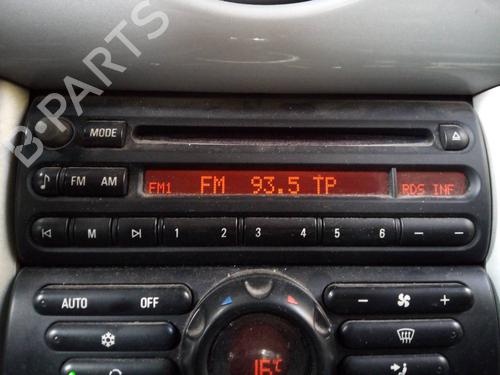 B-PARTS
MODE
FM AM
FM1 FM 93.5 TP RDS INF
M 1 2 3 4 5 6
AUTO OFF
16°C